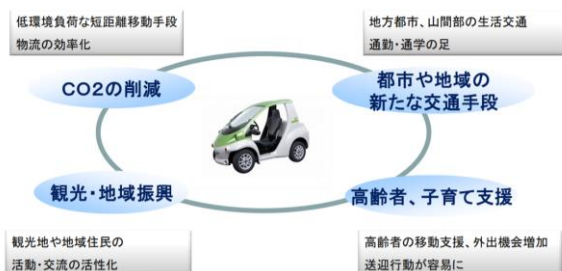 低環境負荷な短距離移動手段
物流の効率化
地方都市、山間部の生活交通
通勤・通学の足
CO2の削減
都市や地域の
新たな交通手段
観光・地域振興
高齢者、子育て支援
観光地や地域住民の
活動・交流の活性化
高齢者の移動支援、外出機会増加
送迎行動が容易に